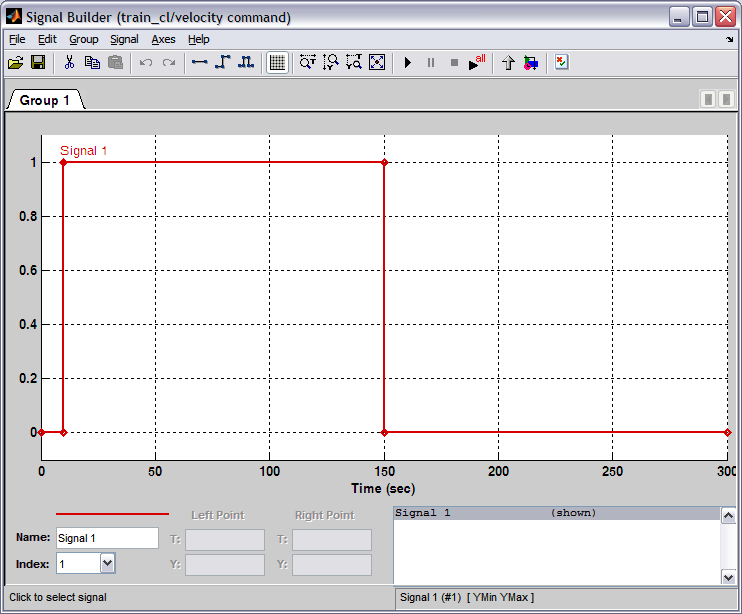 Signal Builder (train_cl/velocity command)
File Edit Group Signal Axes Help
all
Group 1
Signal 1
1
0.8
0.6
0.4
0.2
0
0 50 100 150 200 250 300
Time (sec)
Left Point Right Point
Name: Signal 1 T: T:
Index: 1 Y: Y:
Signal 1 (shown)
Click to select signal
Signal 1 (#1) [ YMin YMax ]